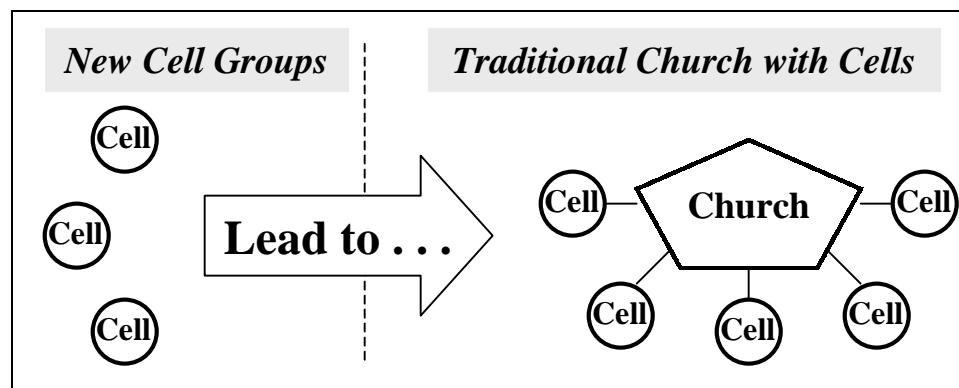 New Cell Groups
Traditional Church with Cells
Cell
Cell
Cell
Lead to . . .
Church
Cell
Cell
Cell
Cell
Cell